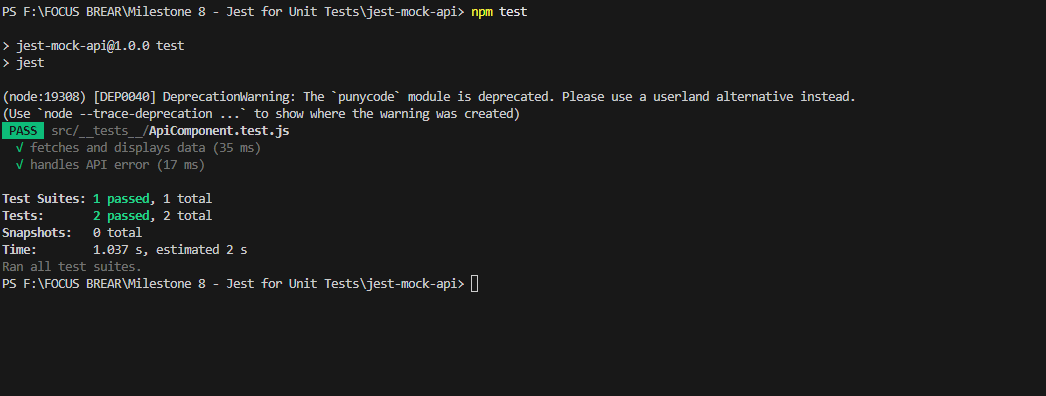 PS F:\FOCUS BREAR\Milestone 8 - Jest for Unit Tests\jest-mock-api> npm test
> jest-mock-api@1.0.0 test
> jest
(node:19308) [DEP0040] DeprecationWarning: The `punycode` module is deprecated. Please use a userland alternative instead.
(Use `node --trace-deprecation ...` to show where the warning was created)
PASS src/__tests__/ApiComponent.test.js
√ fetches and displays data (35 ms)
√ handles API error (17 ms)
Test Suites: 1 passed, 1 total
Tests: 2 passed, 2 total
Snapshots: 0 total
Time: 1.037 s, estimated 2 s
Ran all test suites.
PS F:\FOCUS BREAR\Milestone 8 - Jest for Unit Tests\jest-mock-api>